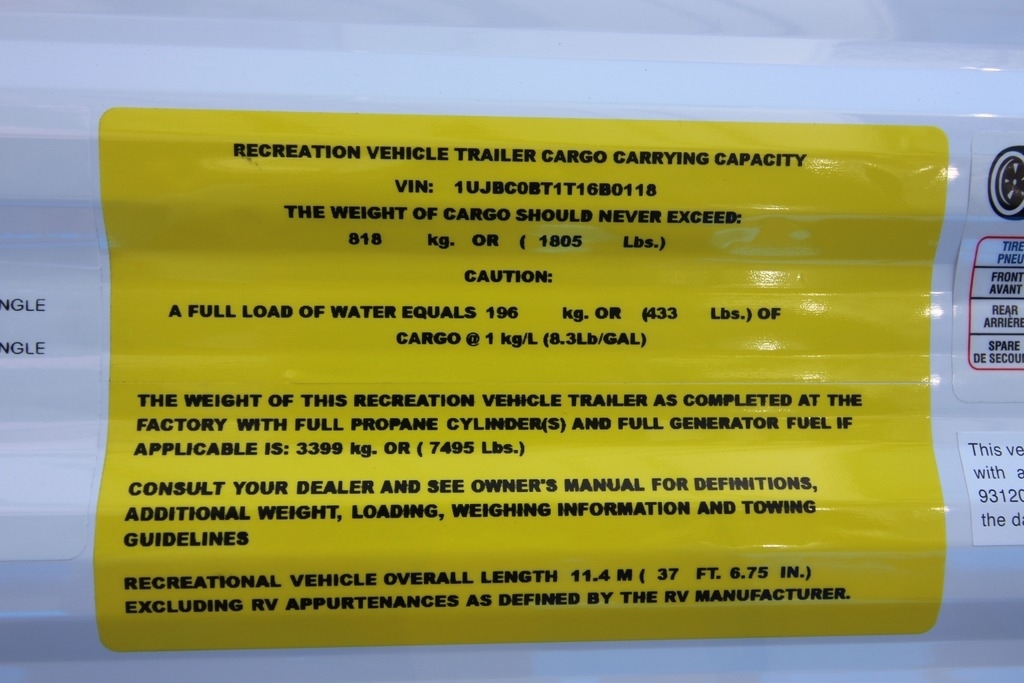 RECREATION VEHICLE TRAILER CARGO CARRYING CAPACITY
VIN: 1UJBC0BT1T16B0118
THE WEIGHT OF CARGO SHOULD NEVER EXCEED:
818 kg. OR ( 1805 Lbs.)
CAUTION:
A FULL LOAD OF WATER EQUALS 196 kg. OR (433 Lbs.) OF
CARGO @ 1 kg/L (8.3Lb/GAL)
THE WEIGHT OF THIS RECREATION VEHICLE TRAILER AS COMPLETED AT THE
FACTORY WITH FULL PROPANE CYLINDER(S) AND FULL GENERATOR FUEL IF
APPLICABLE IS: 3399 kg. OR ( 7495 Lbs.)
CONSULT YOUR DEALER AND SEE OWNER'S MANUAL FOR DEFINITIONS,
ADDITIONAL WEIGHT, LOADING, WEIGHING INFORMATION AND TOWING
GUIDELINES
RECREATIONAL VEHICLE OVERALL LENGTH 11.4 M ( 37 FT. 6.75 IN.)
EXCLUDING RV APPURTENANCES AS DEFINED BY THE RV MANUFACTURER.
NGLE
NGLE
TIRE
PNEU
FRONT
AVANT
REAR
ARRIÈRE
SPARE
DE SECOU
This ve
with a
93120
the da